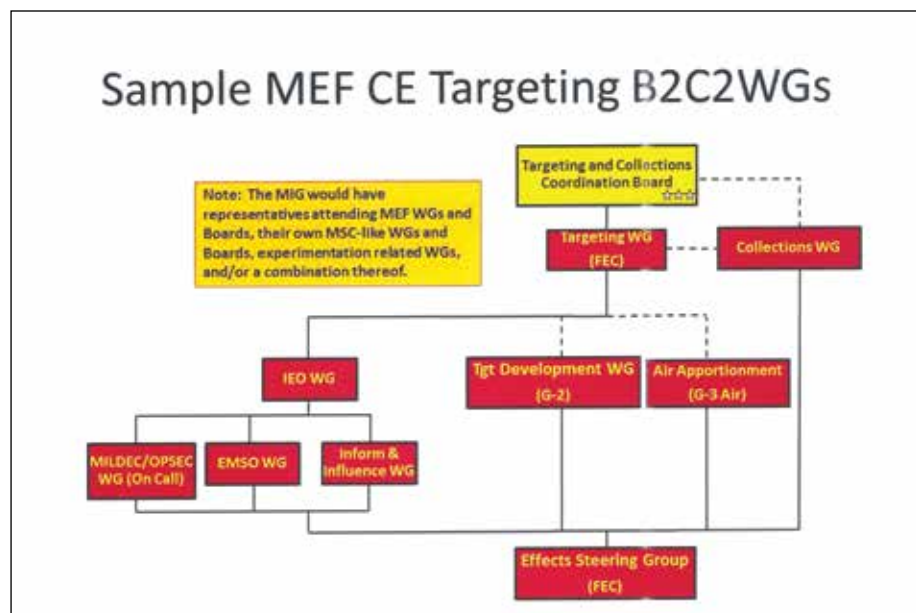 Sample MEF CE Targeting B2C2WGs
Note: The MIG would have
representatives attending MEF WGs and
Boards, their own MSC-like WGs and
Boards, experimentation related WGs,
and/or a combination thereof.
Targeting and Collections
Coordination Board
Targeting WG
(FEC)
Collections WG
IEO WG
Tgt Development WG
(G-2)
Air Apportionment
(G-3 Air)
MILDEC/OPSEC
WG (On Call)
EMSO WG
Inform &
Influence WG
Effects Steering Group
(FEC)